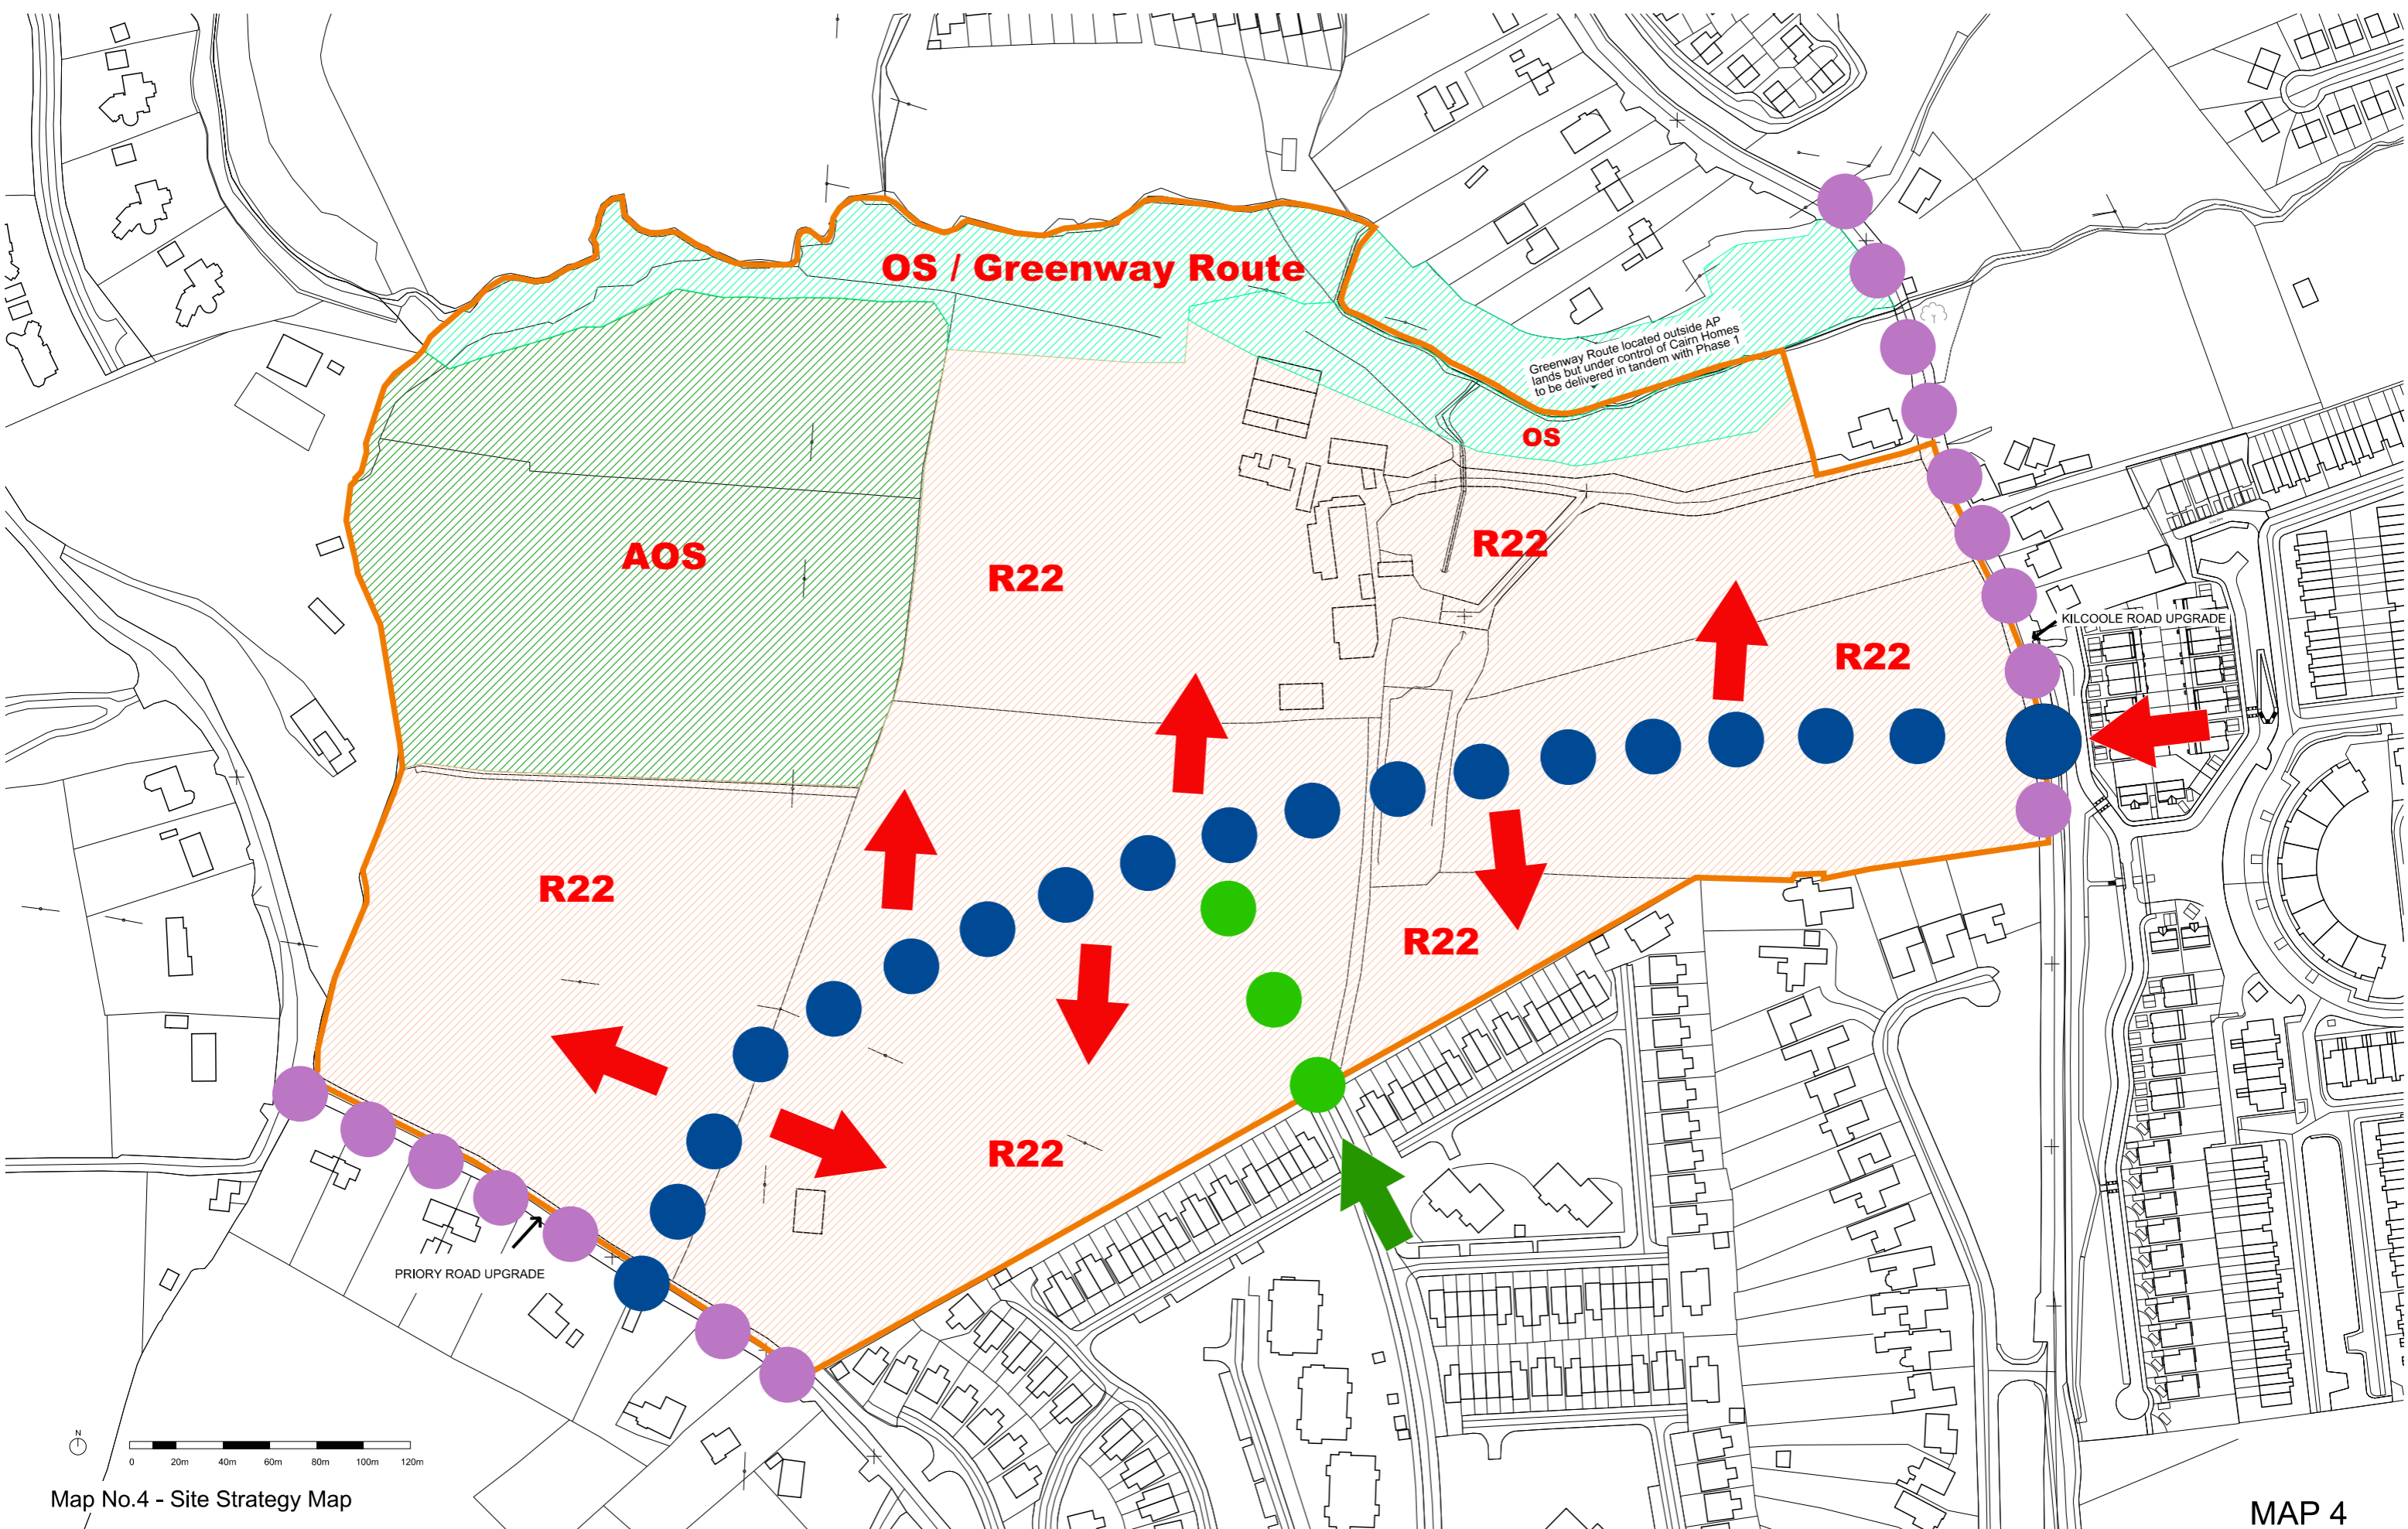 OS / Greenway Route
Greenway Route located outside AP
lands but under control of Cairn Homes
to be delivered in tandem with Phase 1
OS
AOS
R22
R22
KILCOOLE ROAD UPGRADE
R22
R22
R22
R22
PRIORY ROAD UPGRADE
N
0 20m 40m 60m 80m 100m 120m
Map No.4 - Site Strategy Map
MAP 4